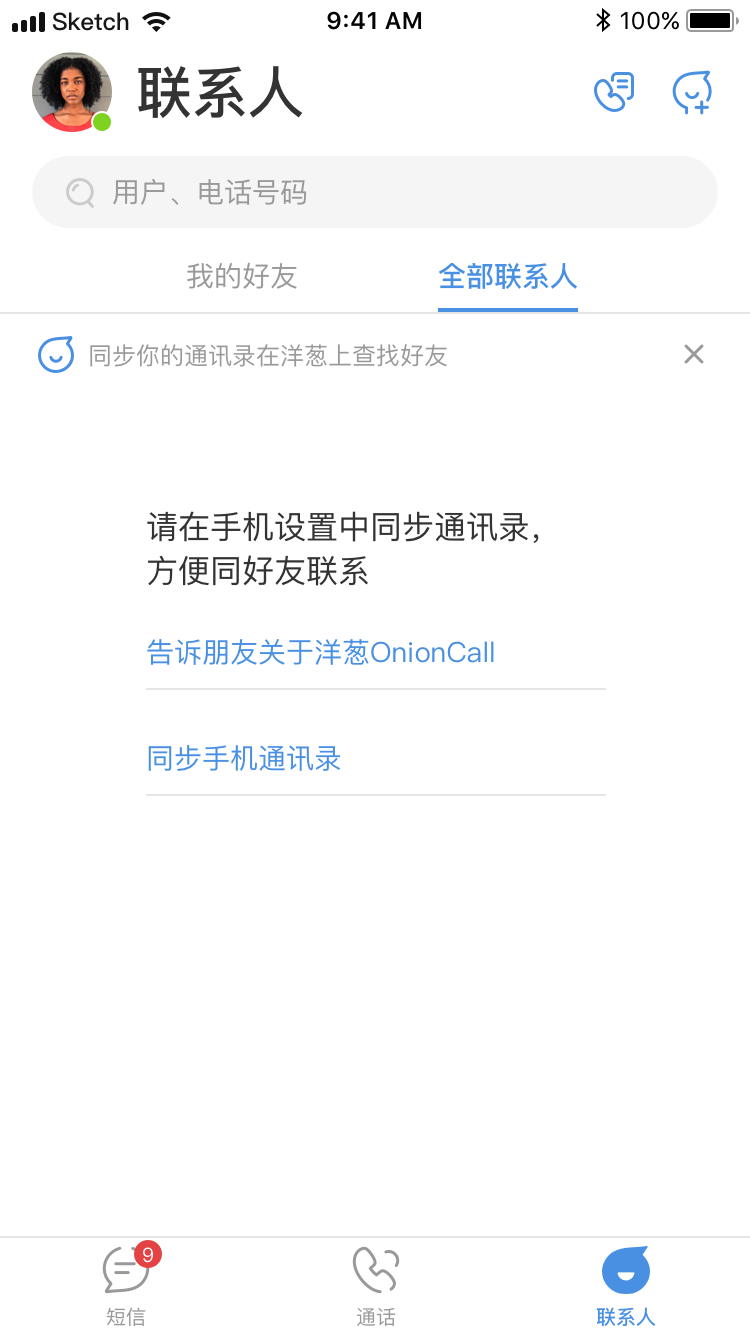 Sketch 9:41 AM 100%
联系人
用户、电话号码
我的好友 全部联系人
同步你的通讯录在洋葱上查找好友
请在手机设置中同步通讯录，
方便同好友联系
告诉朋友关于洋葱OnionCall
同步手机通讯录
9
短信 通话 联系人